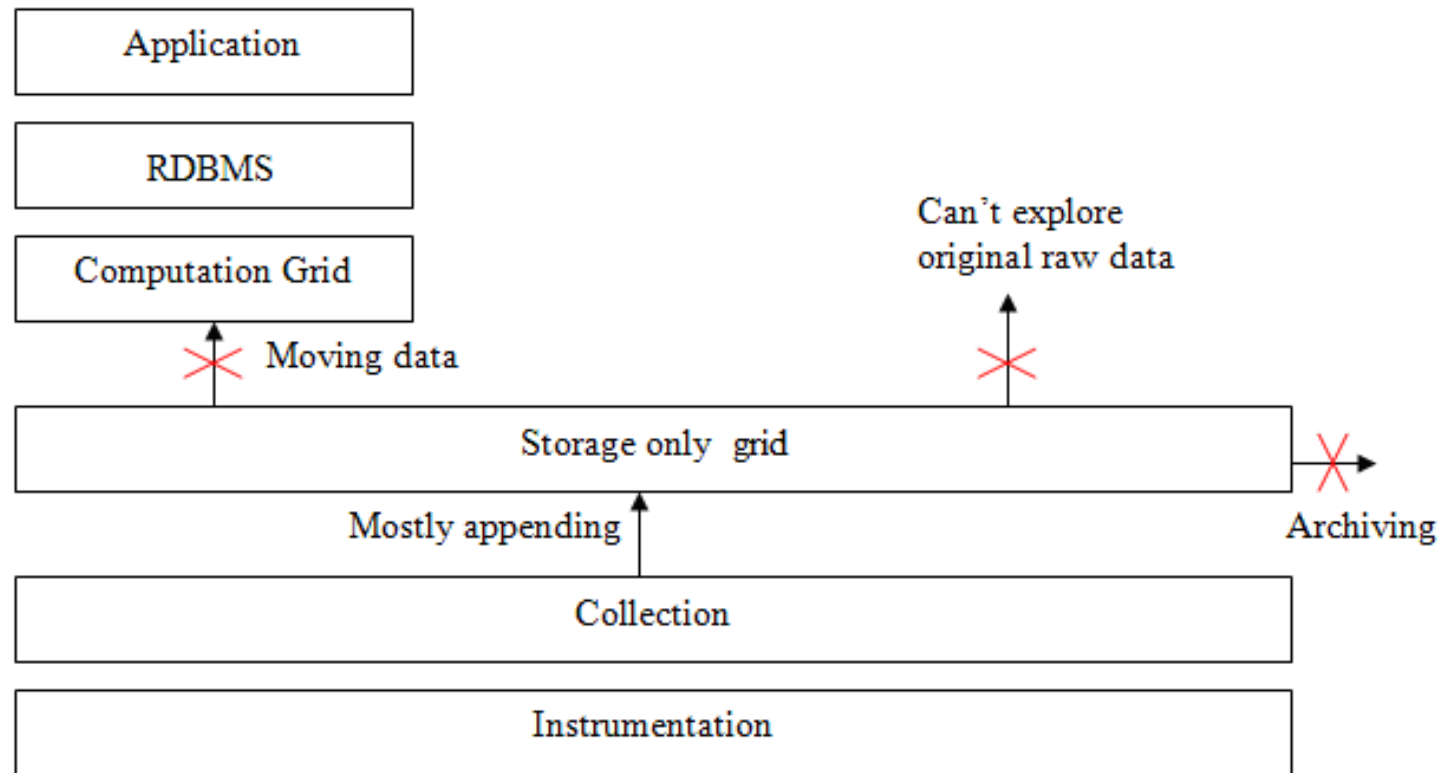 Application
RDBMS
Computation Grid
Can't explore
original raw data
Moving data
Storage only grid
Mostly appending
Archiving
Collection
Instrumentation